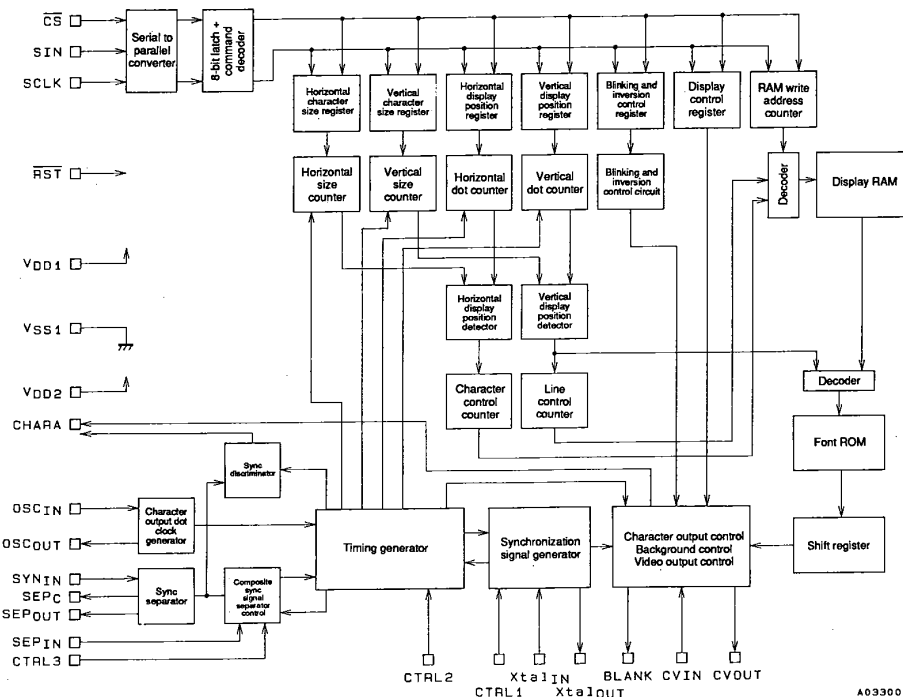 CS
SIN
SCLK
Serial to
parallel
converter
8-bit latch +
command
decoder
Horizontal
character
size register
Vertical
character
size register
Horizontal
display
position
register
Vertical
display
position
register
Blinking and
inversion
control
register
Display
control
register
RAM write
address
counter
RST
Horizontal
size
counter
Vertical
size
counter
Horizontal
dot counter
Vertical
dot counter
Blinking and
inversion
control circuit
Decoder
Display RAM
VDD1
VSS1
VDD2
CHARA
Horizontal
display
position
detector
Vertical
display
position
detector
Character
control
counter
Line
control
counter
Decoder
Font ROM
Sync
discriminator
OSCIN
OSCOUT
Character
output dot
clock
generator
Timing generator
Synchronization
signal generator
Character output control
Background control
Video output control
Shift register
SYNIN
SEPC
SEPOUT
SEPIN
CTRL3
Sync
separator
Composite
sync
signal
separator
control
CTRL2
CTRL1
XtalIN
XtalOUT
BLANK
CVIN
CVOUT
A03300